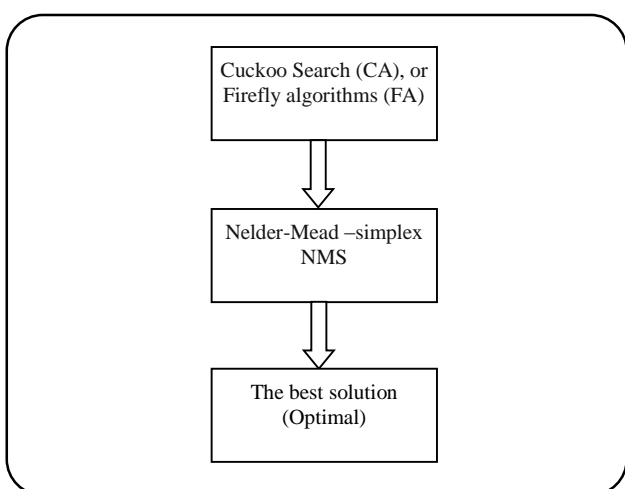 Cuckoo Search (CA), or
Firefly algorithms (FA)
Nelder-Mead –simplex
NMS
The best solution
(Optimal)